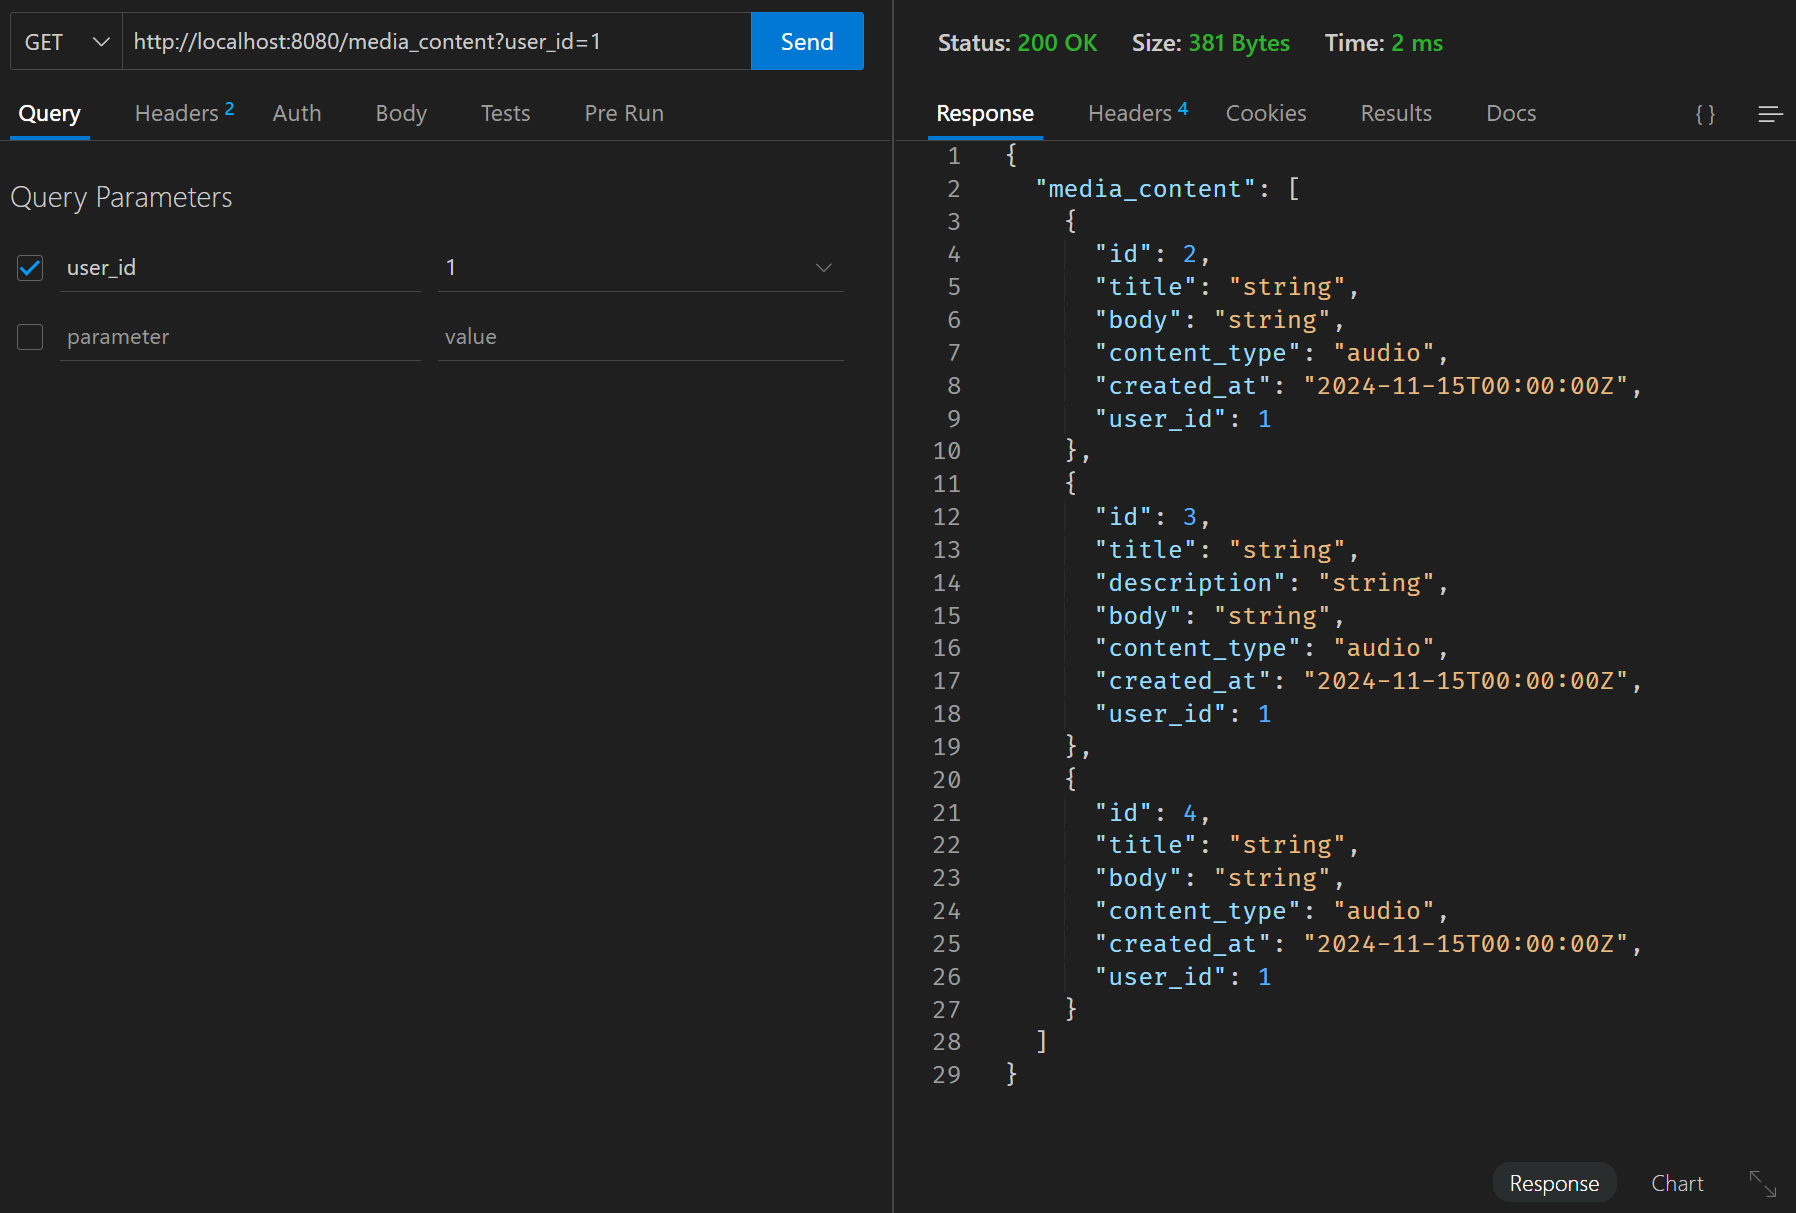 GET http://localhost:8080/media_content?user_id=1 Send
Query Headers 2 Auth Body Tests Pre Run
Query Parameters
user_id 1
parameter value
Status: 200 OK Size: 381 Bytes Time: 2 ms
Response Headers 4 Cookies Results Docs { }
1 {
2 "media_content": [
3 {
4 "id": 2,
5 "title": "string",
6 "body": "string",
7 "content_type": "audio",
8 "created_at": "2024-11-15T00:00:00Z",
9 "user_id": 1
10 },
11 {
12 "id": 3,
13 "title": "string",
14 "description": "string",
15 "body": "string",
16 "content_type": "audio",
17 "created_at": "2024-11-15T00:00:00Z",
18 "user_id": 1
19 },
20 {
21 "id": 4,
22 "title": "string",
23 "body": "string",
24 "content_type": "audio",
25 "created_at": "2024-11-15T00:00:00Z",
26 "user_id": 1
27 }
28 ]
29 }
Response Chart